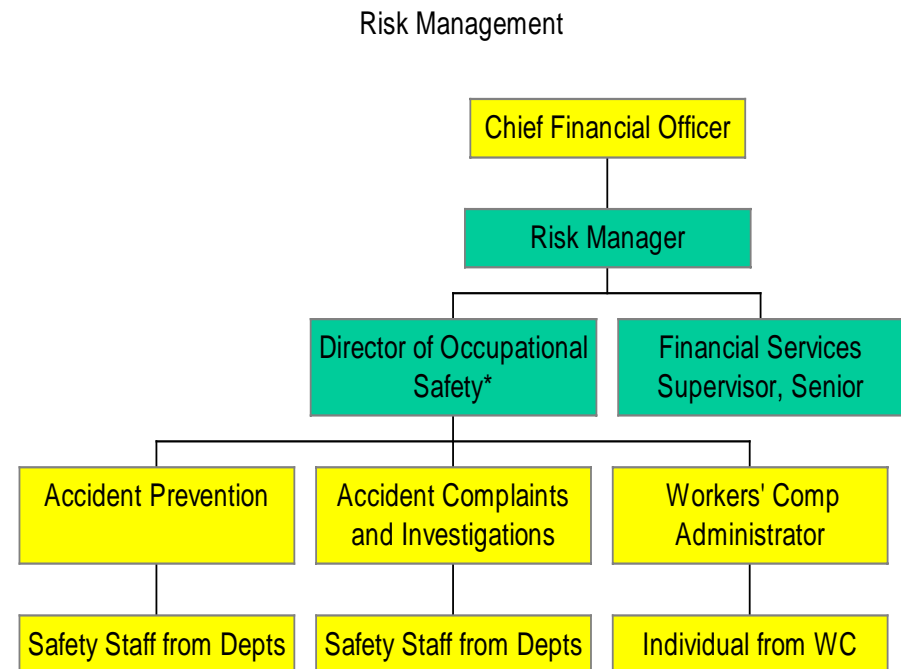 Risk Management
Chief Financial Officer
Risk Manager
Director of Occupational
Safety*
Financial Services
Supervisor, Senior
Accident Prevention
Accident Complaints
and Investigations
Workers' Comp
Administrator
Safety Staff from Depts
Safety Staff from Depts
Individual from WC